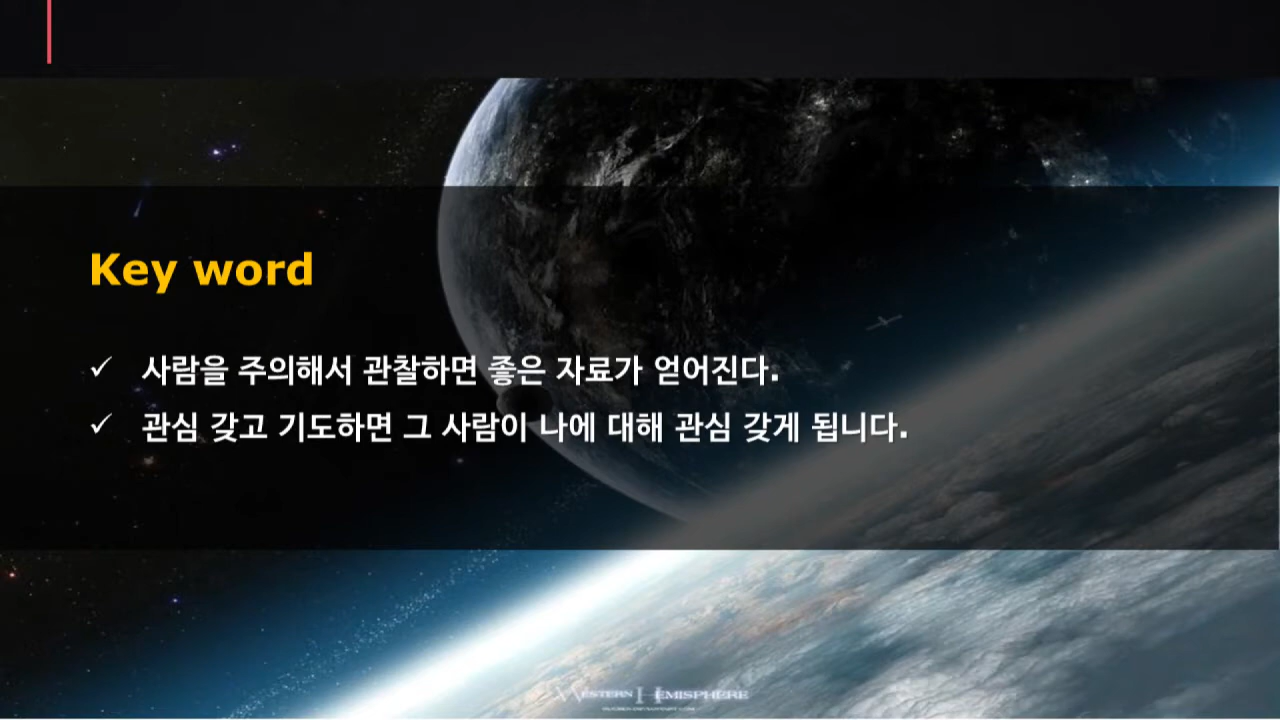 Key word
✓ 사람을 주의해서 관찰하면 좋은 자료가 얻어진다.
✓ 관심 갖고 기도하면 그 사람이 나에 대해 관심 갖게 됩니다.
WESTERN HEMISPHERE